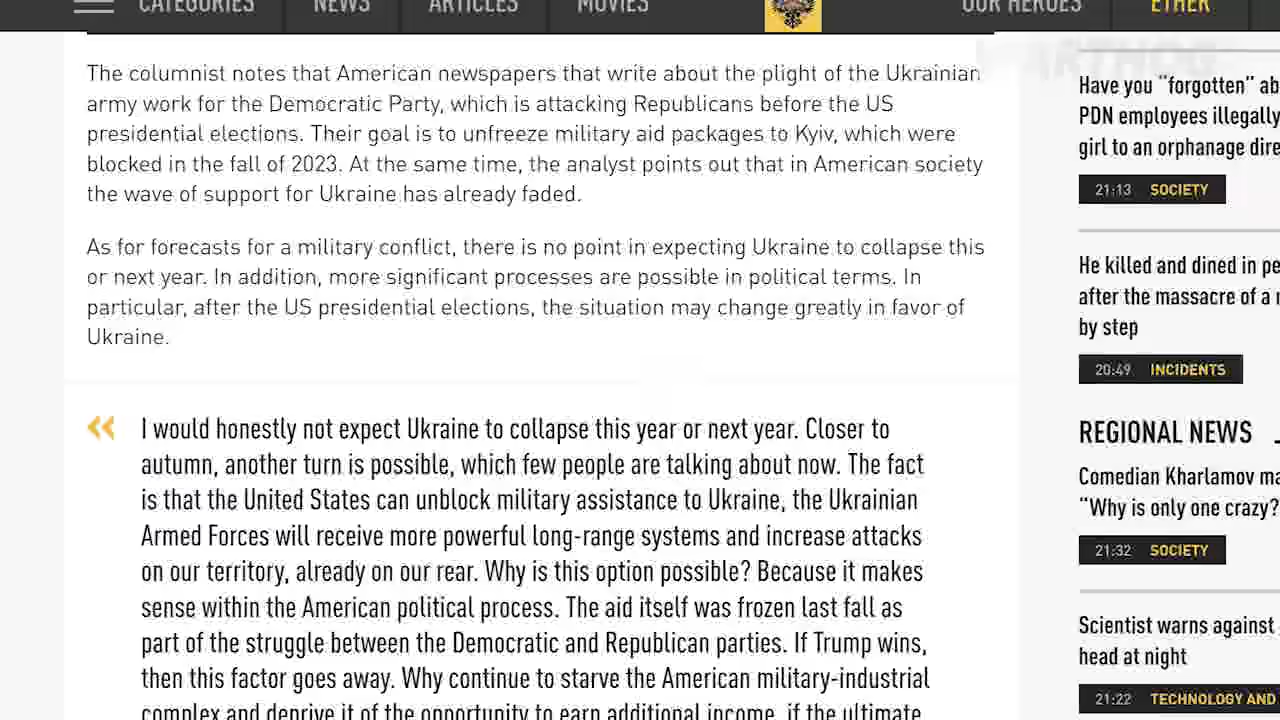 CATEGORIES NEWS ARTICLES MOVIES OUR HEROES ETHER
The columnist notes that American newspapers that write about the plight of the Ukrainian
army work for the Democratic Party, which is attacking Republicans before the US
presidential elections. Their goal is to unfreeze military aid packages to Kyiv, which were
blocked in the fall of 2023. At the same time, the analyst points out that in American society
the wave of support for Ukraine has already faded.
As for forecasts for a military conflict, there is no point in expecting Ukraine to collapse this
or next year. In addition, more significant processes are possible in political terms. In
particular, after the US presidential elections, the situation may change greatly in favor of
Ukraine.
« I would honestly not expect Ukraine to collapse this year or next year. Closer to
autumn, another turn is possible, which few people are talking about now. The fact
is that the United States can unblock military assistance to Ukraine, the Ukrainian
Armed Forces will receive more powerful long-range systems and increase attacks
on our territory, already on our rear. Why is this option possible? Because it makes
sense within the American political process. The aid itself was frozen last fall as
part of the struggle between the Democratic and Republican parties. If Trump wins,
then this factor goes away. Why continue to starve the American military-industrial
complex and deprive it of the opportunity to earn additional income, if the ultimate
Have you "forgotten" ab
PDN employees illegally
girl to an orphanage dire
21:13 SOCIETY
He killed and dined in pe
after the massacre of a
by step
20:49 INCIDENTS
REGIONAL NEWS
Comedian Kharlamov ma
"Why is only one crazy?
21:32 SOCIETY
Scientist warns against
head at night
21:22 TECHNOLOGY AND